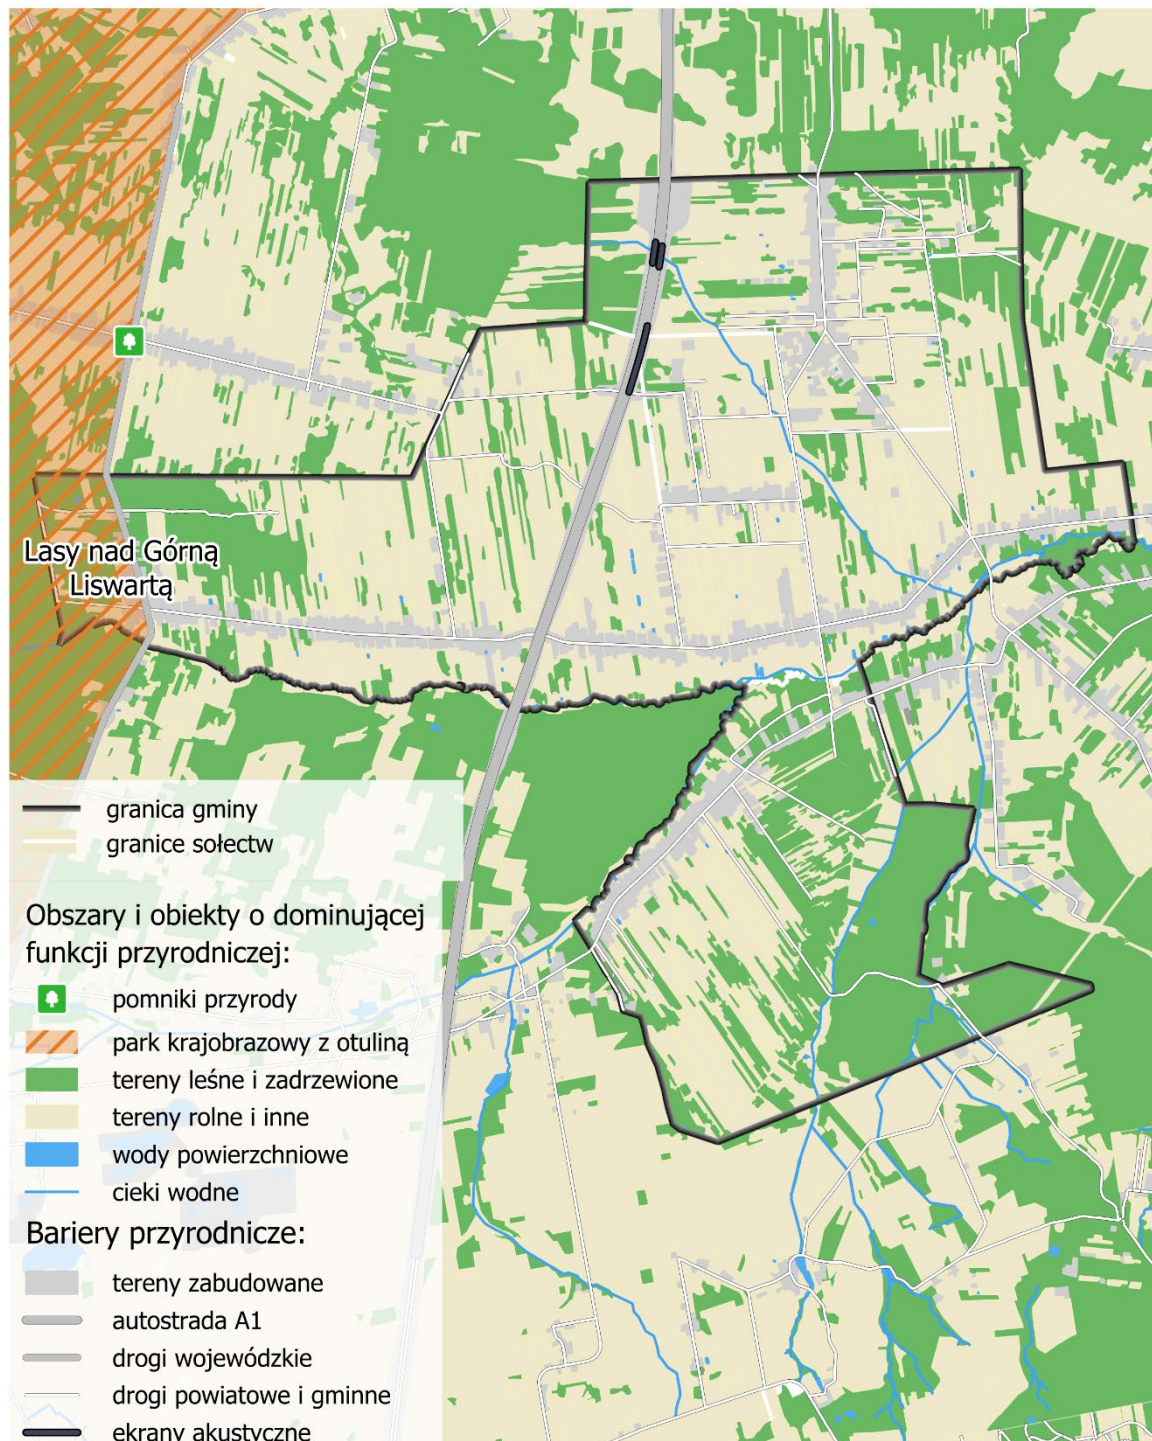 Lasy nad Górną
Liswartą
granica gminy
granice sołectw
Obszary i obiekty o dominującej
funkcji przyrodniczej:
pomniki przyrody
park krajobrazowy z otuliną
tereny leśne i zadrzewione
tereny rolne i inne
wody powierzchniowe
cieki wodne
Bariery przyrodnicze:
tereny zabudowane
autostrada A1
drogi wojewódzkie
drogi powiatowe i gminne
ekrany akustyczne